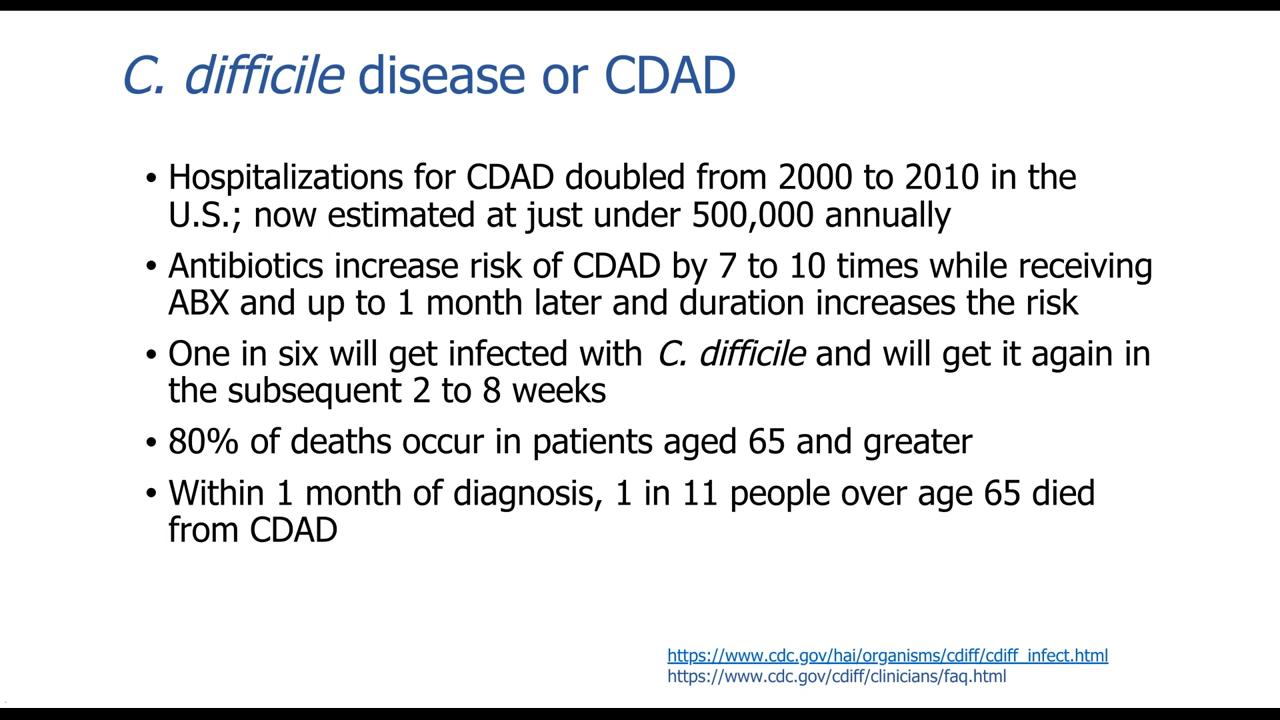 C. difficile disease or CDAD
• Hospitalizations for CDAD doubled from 2000 to 2010 in the
U.S.; now estimated at just under 500,000 annually
• Antibiotics increase risk of CDAD by 7 to 10 times while receiving
ABX and up to 1 month later and duration increases the risk
• One in six will get infected with C. difficile and will get it again in
the subsequent 2 to 8 weeks
• 80% of deaths occur in patients aged 65 and greater
• Within 1 month of diagnosis, 1 in 11 people over age 65 died
from CDAD
https://www.cdc.gov/hai/organisms/cdiff/cdiff_infect.html
https://www.cdc.gov/cdiff/clinicians/faq.html